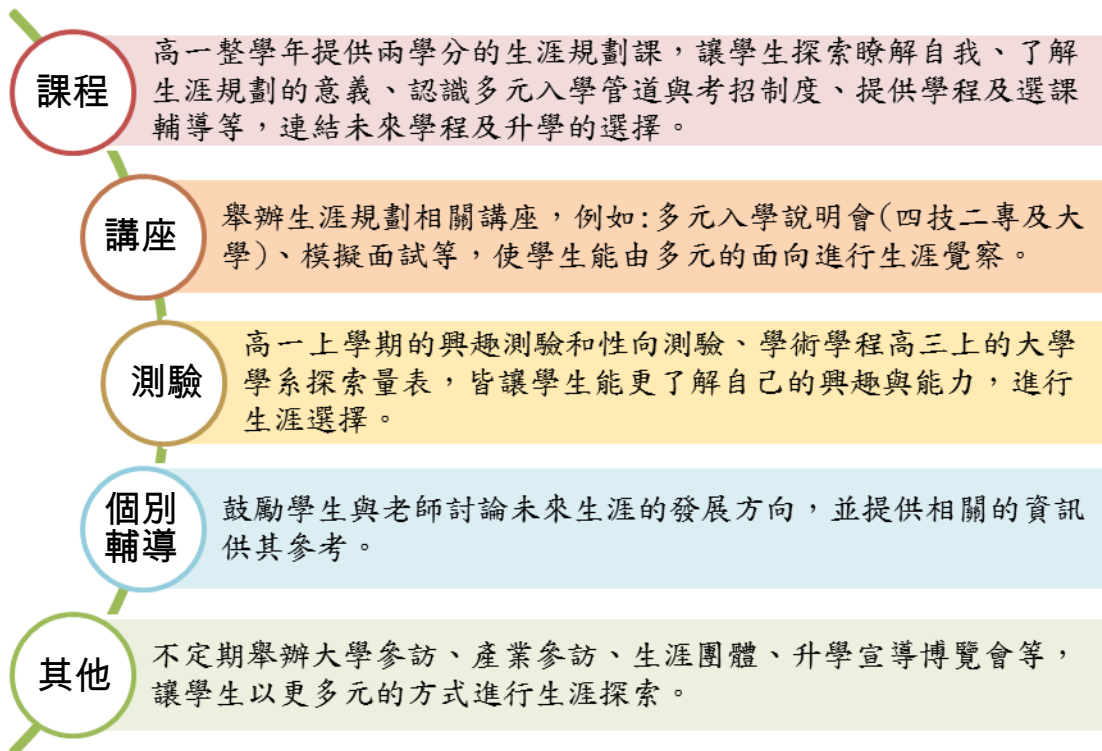 課程
高一整學年提供兩學分的生涯規劃課，讓學生探索瞭解自我、了解
生涯規劃的意義、認識多元入學管道與考招制度、提供學程及選課
輔導等，連結未來學程及升學的選擇。
講座
舉辦生涯規劃相關講座，例如:多元入學說明會(四技二專及大
學)、模擬面試等，使學生能由多元的面向進行生涯覺察。
測驗
高一上學期的興趣測驗和性向測驗、學術學程高三上的大學
學系探索量表，皆讓學生能更了解自己的興趣與能力，進行
生涯選擇。
個別
輔導
鼓勵學生與老師討論未來生涯的發展方向，並提供相關的資訊
供其參考。
其他
不定期舉辦大學參訪、產業參訪、生涯團體、升學宣導博覽會等，
讓學生以更多元的方式進行生涯探索。